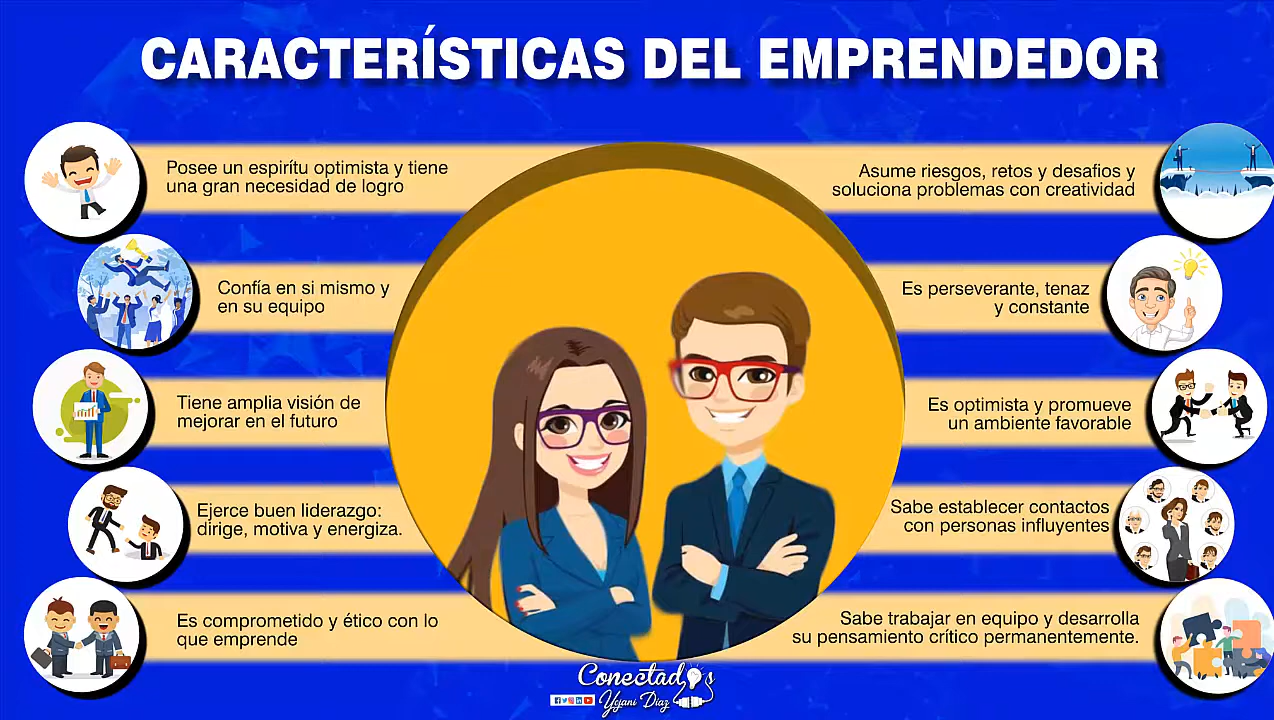 CARACTERÍSTICAS DEL EMPRENDEDOR
Posee un espirítu optimista y tiene
una gran necesidad de logro
Confía en si mismo y
en su equipo
Tiene amplia visión de
mejorar en el futuro
Ejerce buen liderazgo:
dirige, motiva y energiza.
Es comprometido y ético con lo
que emprende
Asume riesgos, retos y desafios y
soluciona problemas con creatividad
Es perseverante, tenaz
y constante
Es optimista y promueve
un ambiente favorable
Sabe establecer contactos
con personas influyentes
Sabe trabajar en equipo y desarrolla
su pensamiento crítico permanentemente.
Conectados
Yejani Díaz